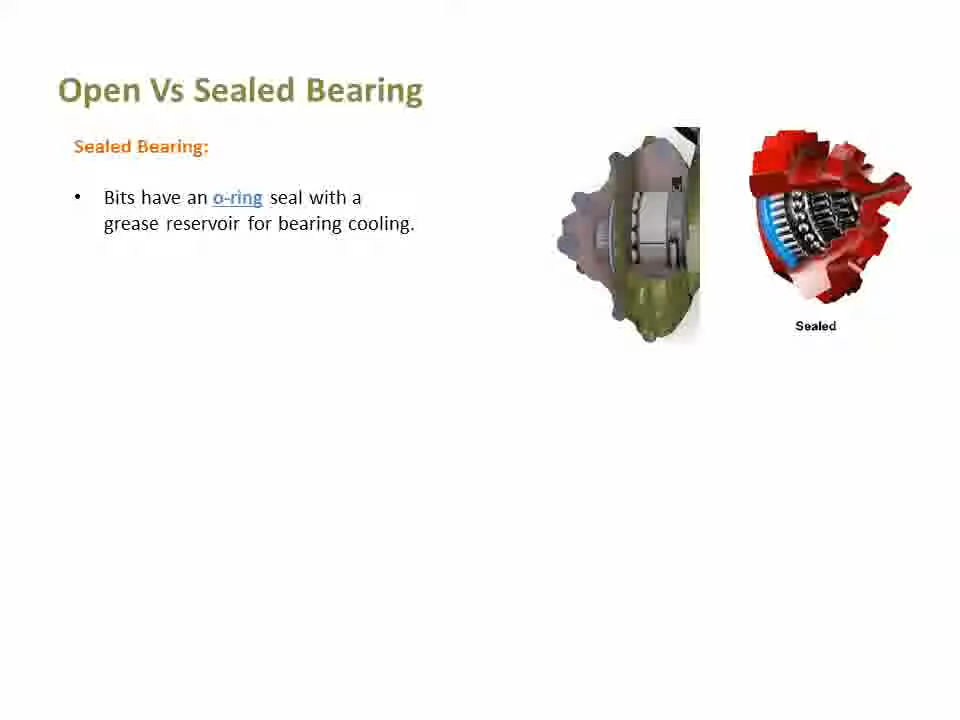 Open Vs Sealed Bearing
Sealed Bearing:
• Bits have an o-ring seal with a
grease reservoir for bearing cooling.
Sealed